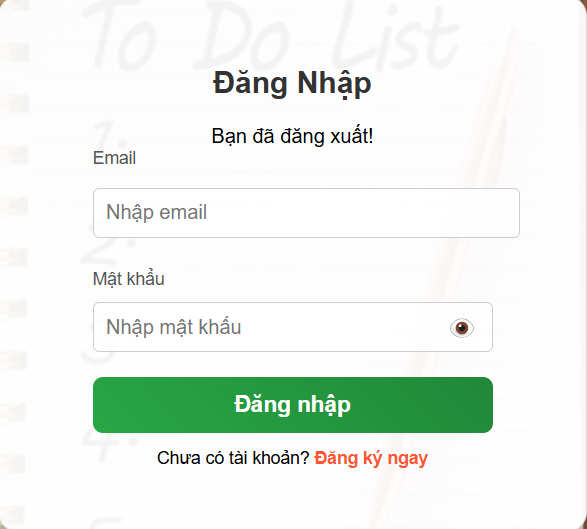 To Do List
Đăng Nhập
1.
Bạn đã đăng xuất!
Email
Nhập email
2.
Mật khẩu
Nhập mật khẩu
3
Đăng nhập
4.
Chưa có tài khoản? Đăng ký ngay
5